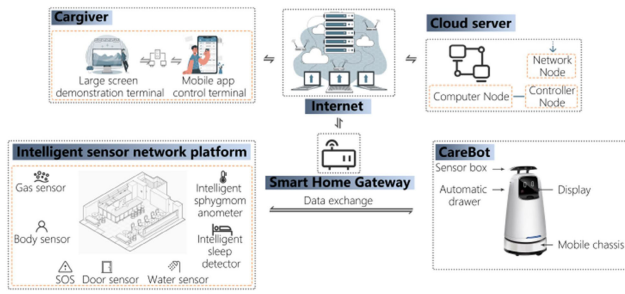 Cargiver
Large screen
demonstration terminal
Mobile app
control terminal
Internet
Cloud server
Network
Node
Computer Node
Controller
Node
Intelligent sensor network platform
Gas sensor
Body sensor
SOS
Door sensor
Water sensor
Intelligent
sphygmom
anometer
Intelligent
sleep
detector
Smart Home Gateway
Data exchange
CareBot
Sensor box
Automatic
drawer
Display
Mobile chassis